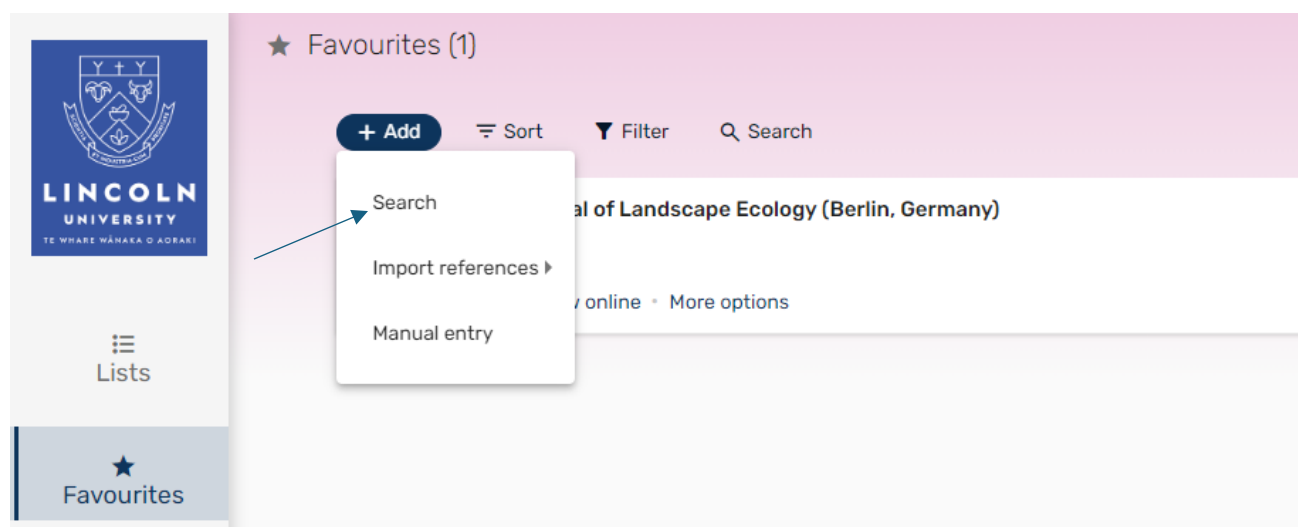 Y + Y
LINCOLN
UNIVERSITY
TE WHARE WĀNAKA O AORAKI
Lists
Favourites
Favourites (1)
+ Add Sort Filter Search
Search
al of Landscape Ecology (Berlin, Germany)
Import references
online • More options
Manual entry